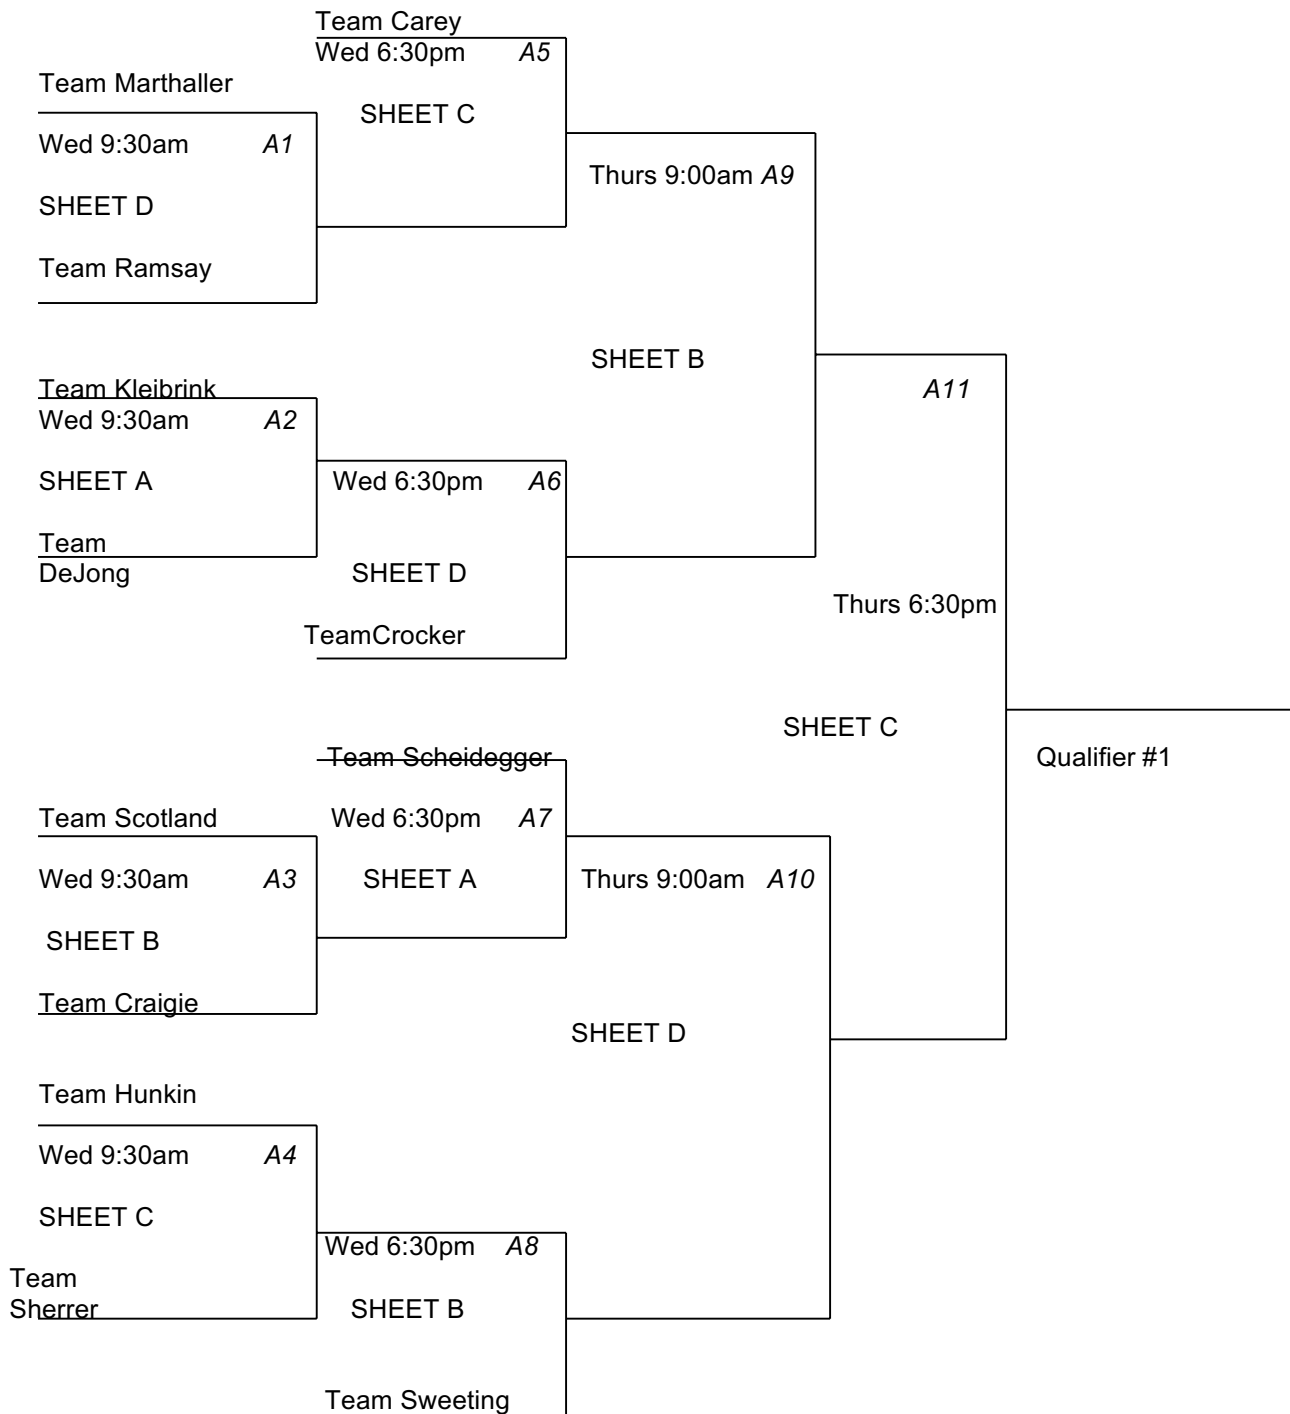 Team Carey
Wed 6:30pm A5
Team Marthaller
SHEET C
Wed 9:30am A1
Thurs 9:00am A9
SHEET D
Team Ramsay
SHEET B
Team Kleibrink
A11
Wed 9:30am A2
SHEET A
Wed 6:30pm A6
Team
DeJong
SHEET D
Thurs 6:30pm
TeamCrocker
SHEET C
Team Scheidegger
Qualifier #1
Team Scotland
Wed 6:30pm A7
Wed 9:30am A3
SHEET A
Thurs 9:00am A10
SHEET B
Team Craigie
SHEET D
Team Hunkin
Wed 9:30am A4
SHEET C
Wed 6:30pm A8
Team
Sherrer
SHEET B
Team Sweeting